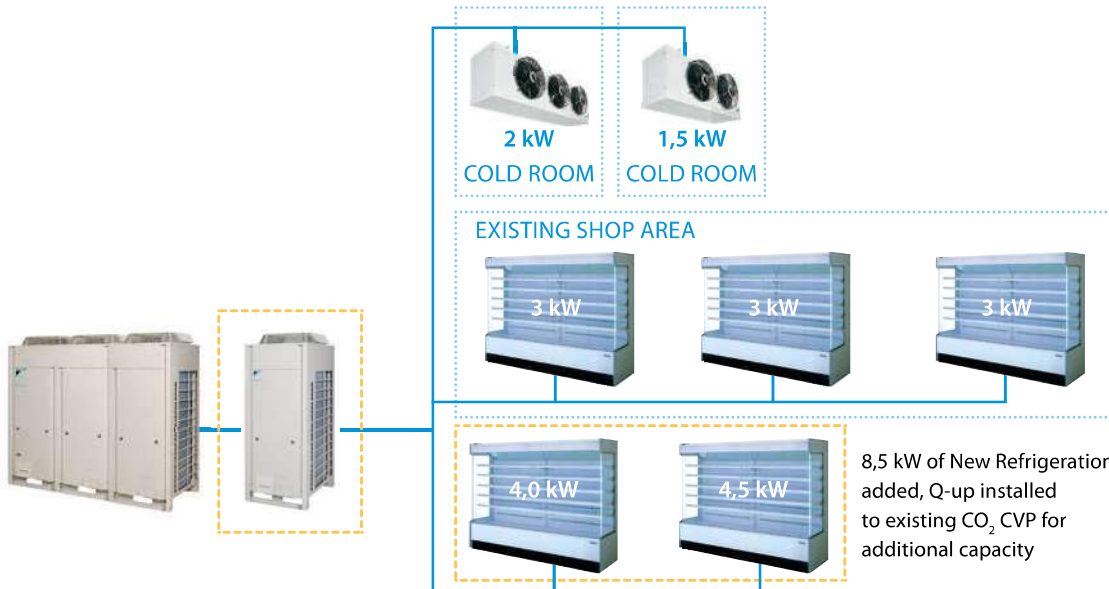 2 kW
COLD ROOM
1,5 kW
COLD ROOM
EXISTING SHOP AREA
3 kW
3 kW
3 kW
4,0 kW
4,5 kW
8,5 kW of New Refrigeration
added, Q-up installed
to existing CO₂ CVP for
additional capacity